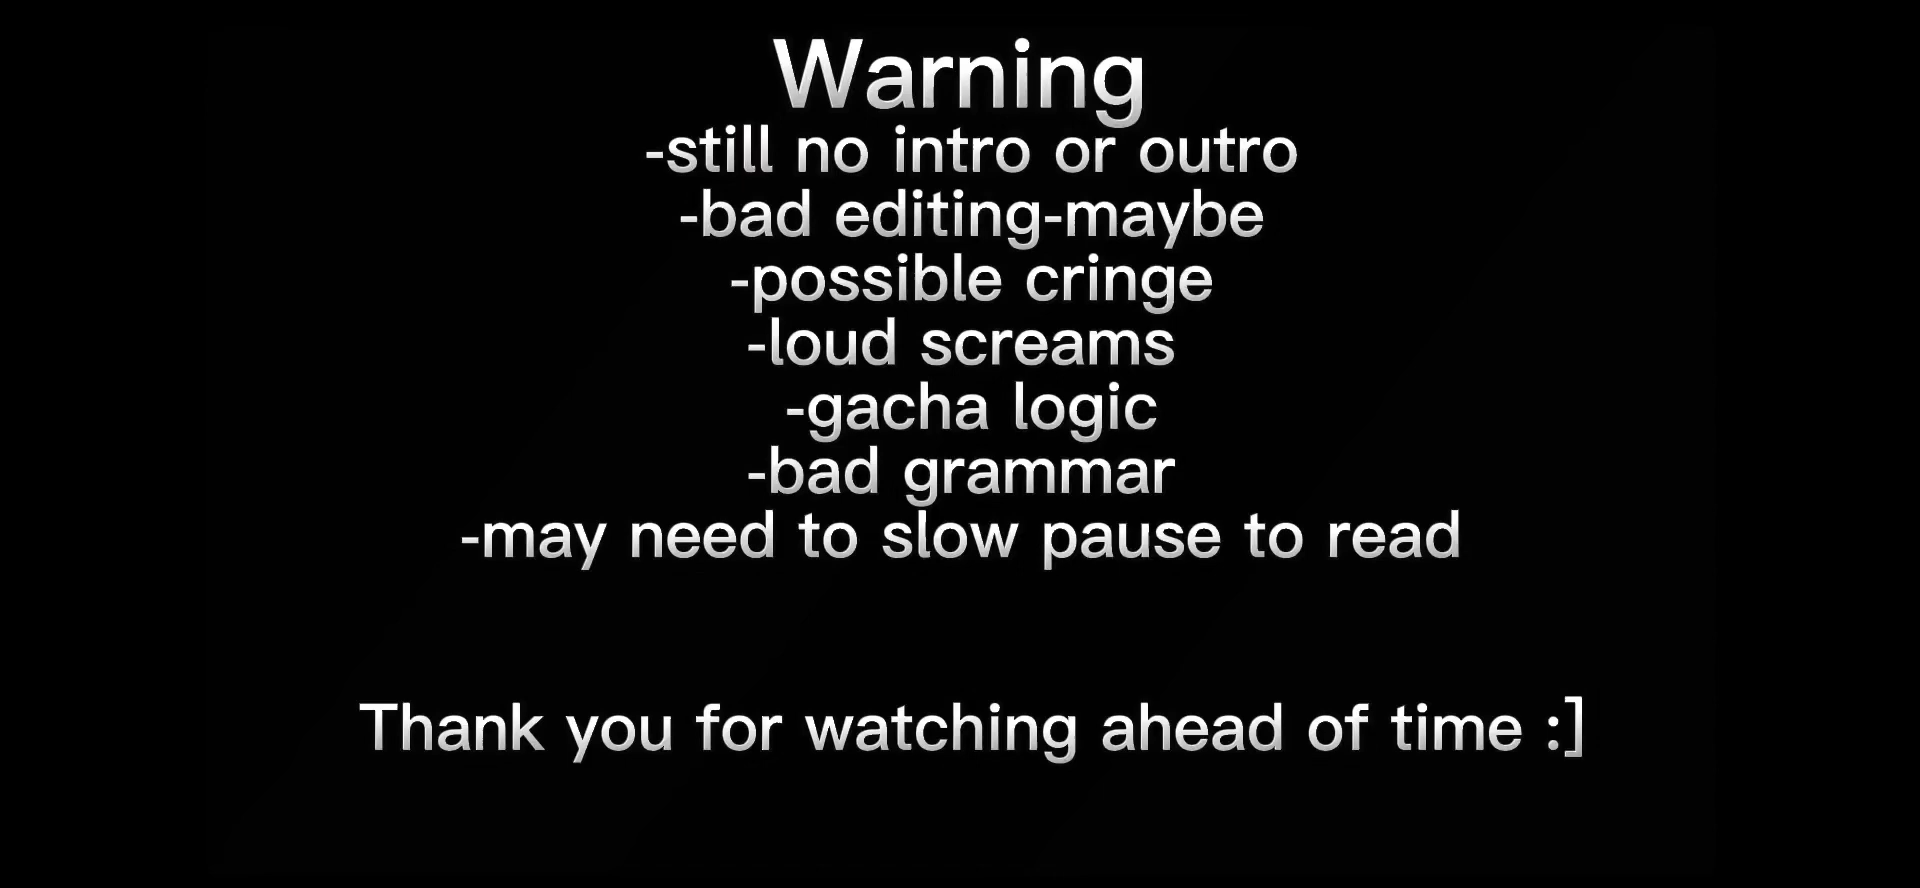 Warning
-still no intro or outro
-bad editing-maybe
-possible cringe
-loud screams
-gacha logic
-bad grammar
-may need to slow pause to read
Thank you for watching ahead of time :]